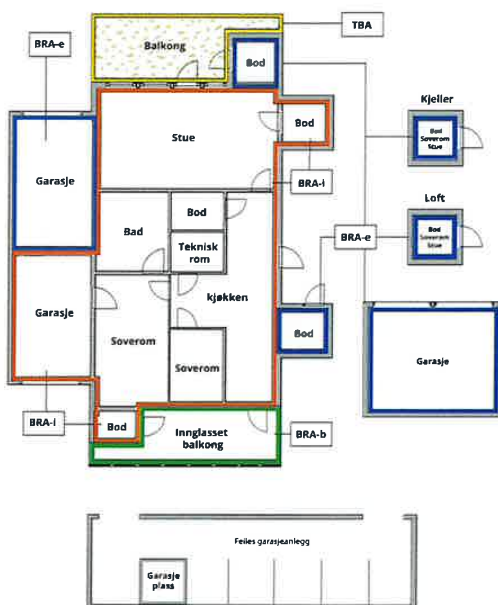 TBA
BRA-e
Balkong
Bod
Kjeller
Bod
Soverom
Stue
Stue
Bod
Garasje
BRA-i
Loft
Bod
Soverom
Stue
Bad
Bod
Teknisk
rom
BRA-e
kjøkken
Garasje
Soverom
Soverom
Bod
Garasje
BRA-i
Bod
Innglasset
balkong
BRA-b
Felles garasjeanlegg
Garasje
plass